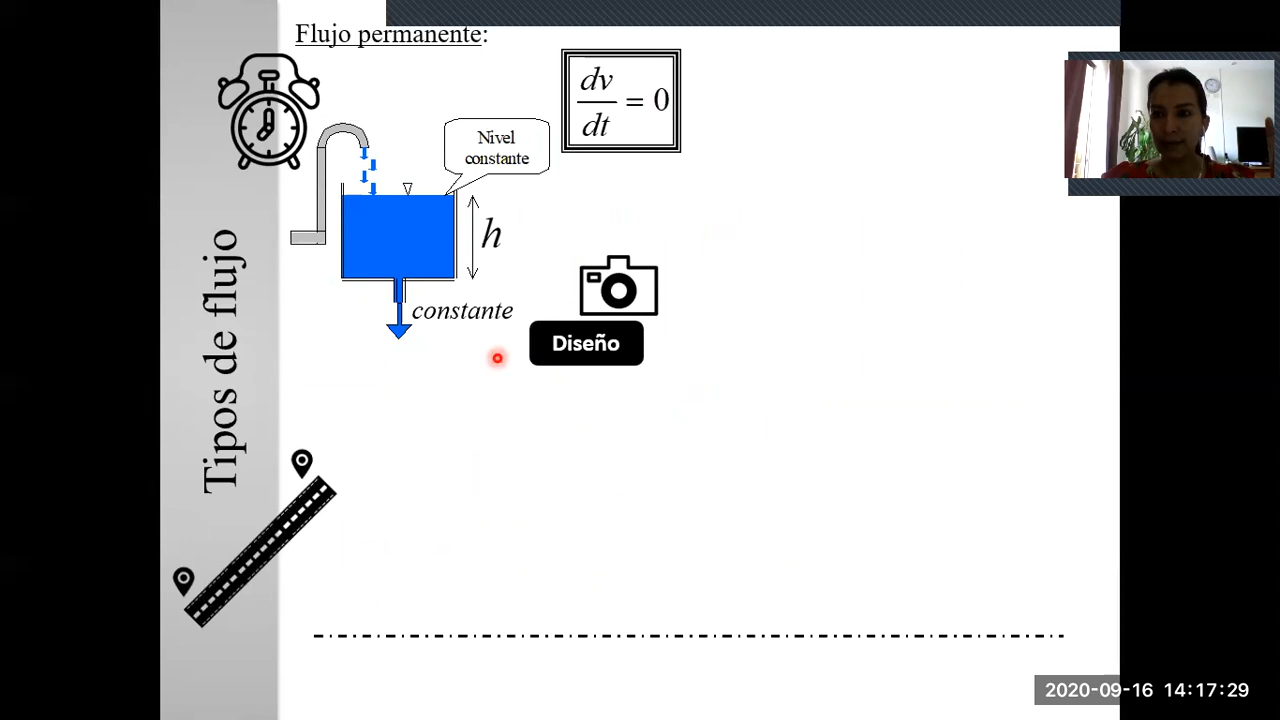 Flujo permanente:
dv/dt = 0
Nivel
constante
h
constante
Diseño
Tipos de flujo
2020-09-16 14:17:29